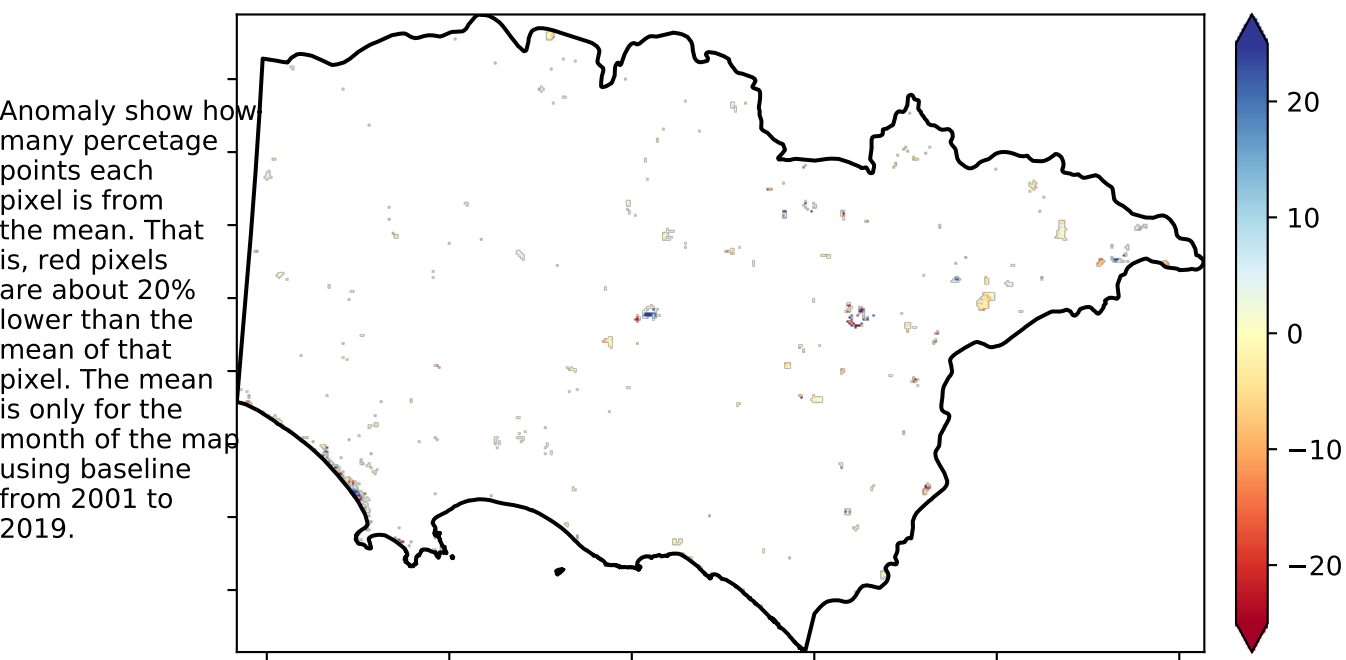 Anomaly show how
many percetage
points each
pixel is from
the mean. That
is, red pixels
are about 20%
lower than the
mean of that
pixel. The mean
is only for the
month of the map
using baseline
from 2001 to
2019.
20
10
0
−10
−20